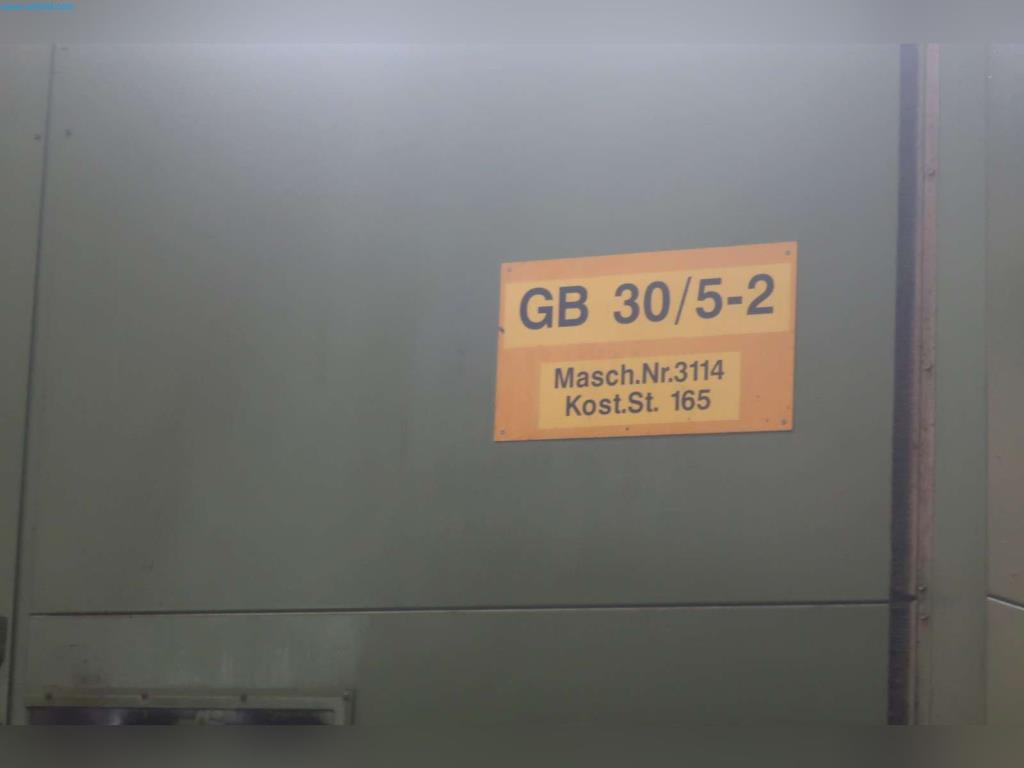 GB 30/5-2
Masch.Nr.3114
Kost.St. 165